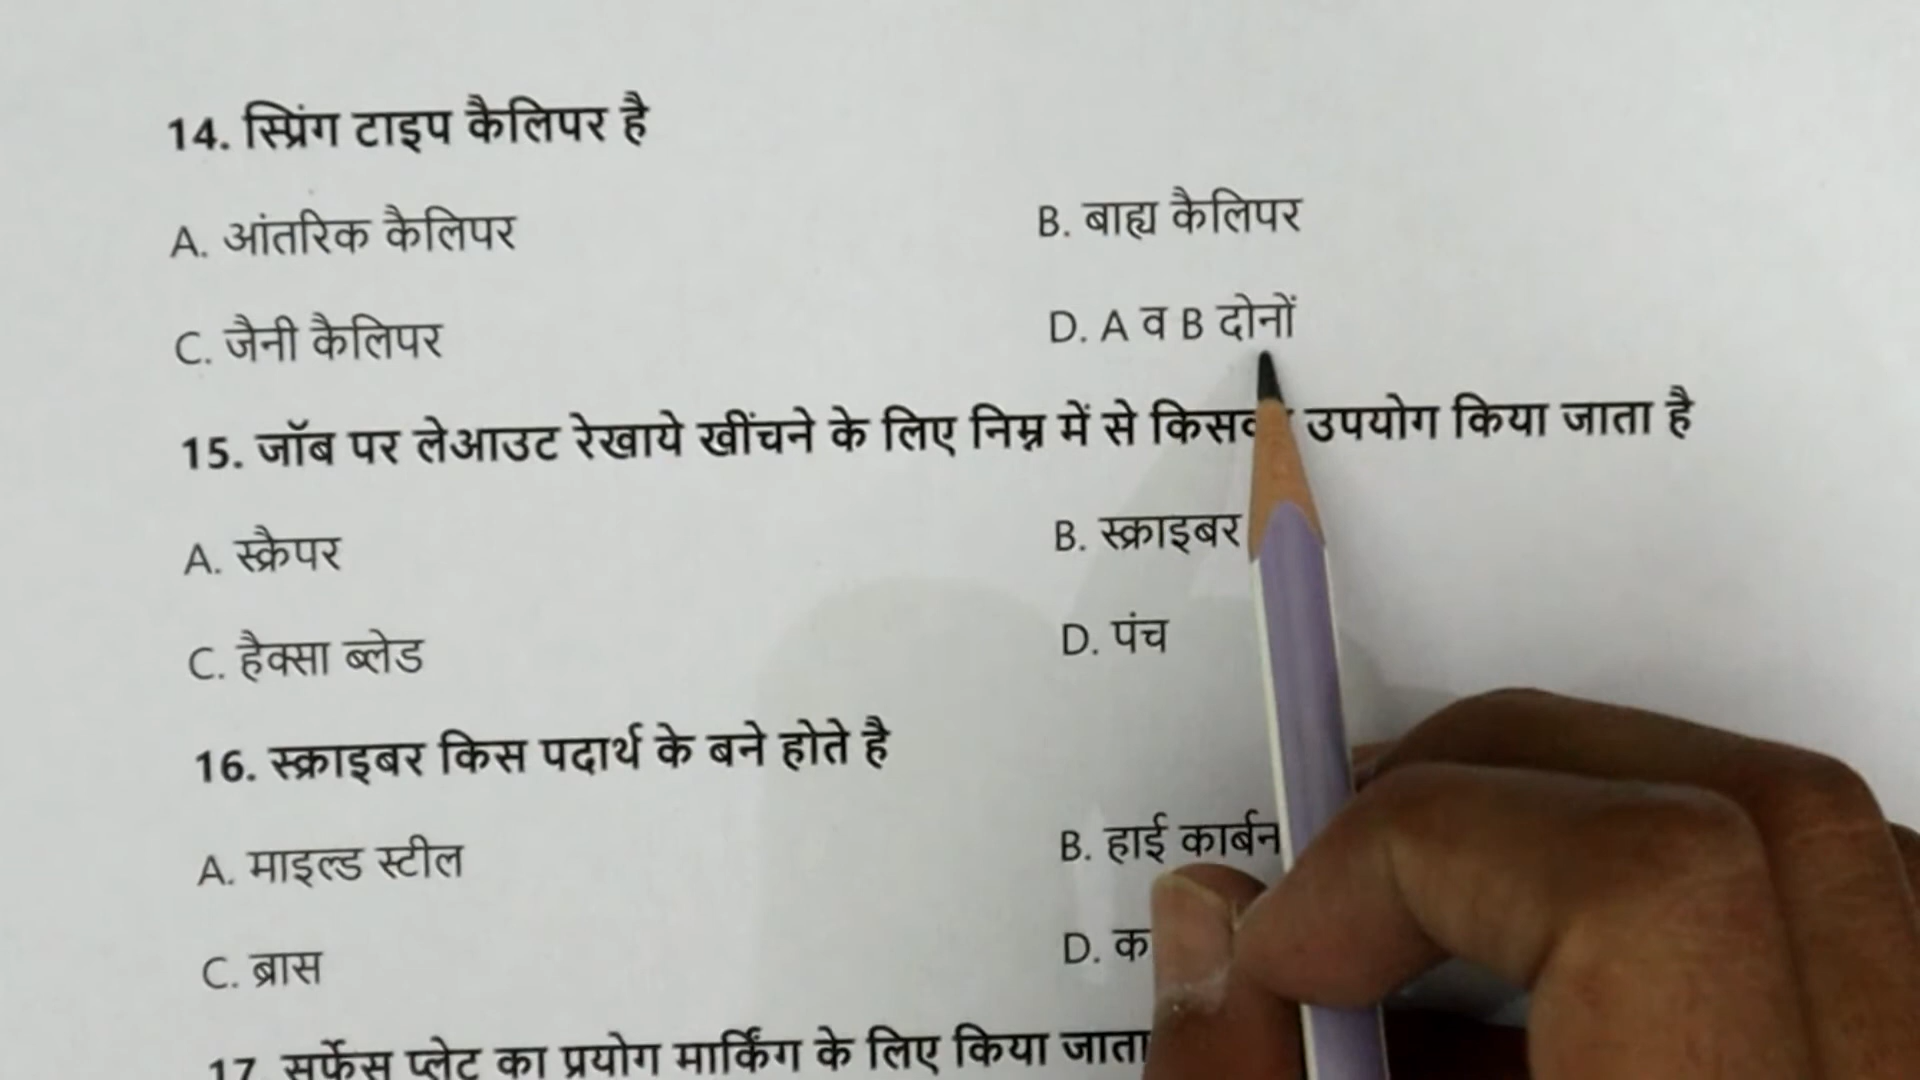 14. स्प्रिंग टाइप कैलिपर है
A. आंतरिक कैलिपर B. बाह्य कैलिपर
C. जैनी कैलिपर D. A व B दोनों
15. जॉब पर लेआउट रेखाये खींचने के लिए निम्न में से उपयोग किया जाता है
A. स्क्रैपर B. स्क्राइबर
C. हैक्सा ब्लेड D. पंच
16. स्क्राइबर किस पदार्थ के बने होते है
A. माइल्ड स्टील B. हाई कार्बन
C. ब्रास D.
17. सर्फेस प्लेट का प्रयोग मार्किंग के लिए किया जाता